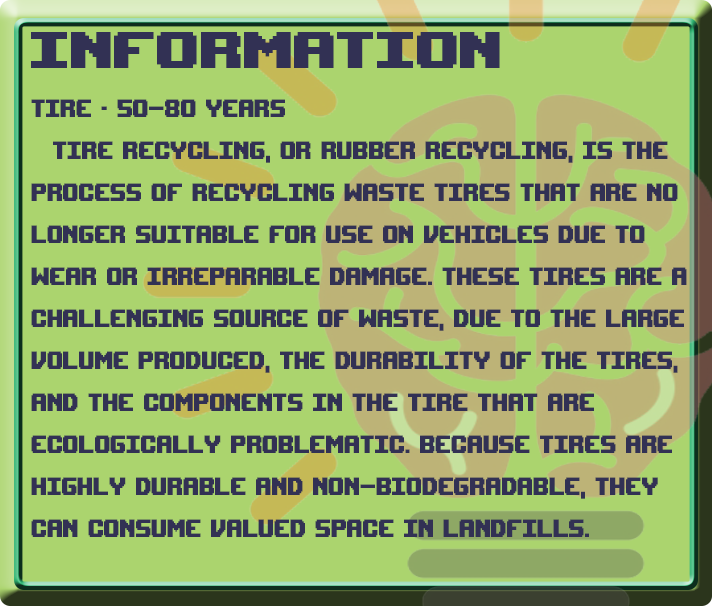 INFORMATION
TIRE - 50-80 YEARS
TIRE RECYCLING, OR RUBBER RECYCLING, IS THE
PROCESS OF RECYCLING WASTE TIRES THAT ARE NO
LONGER SUITABLE FOR USE ON VEHICLES DUE TO
WEAR OR IRREPARABLE DAMAGE. THESE TIRES ARE A
CHALLENGING SOURCE OF WASTE, DUE TO THE LARGE
VOLUME PRODUCED, THE DURABILITY OF THE TIRES,
AND THE COMPONENTS IN THE TIRE THAT ARE
ECOLOGICALLY PROBLEMATIC. BECAUSE TIRES ARE
HIGHLY DURABLE AND NON-BIODEGRADABLE, THEY
CAN CONSUME VALUED SPACE IN LANDFILLS.